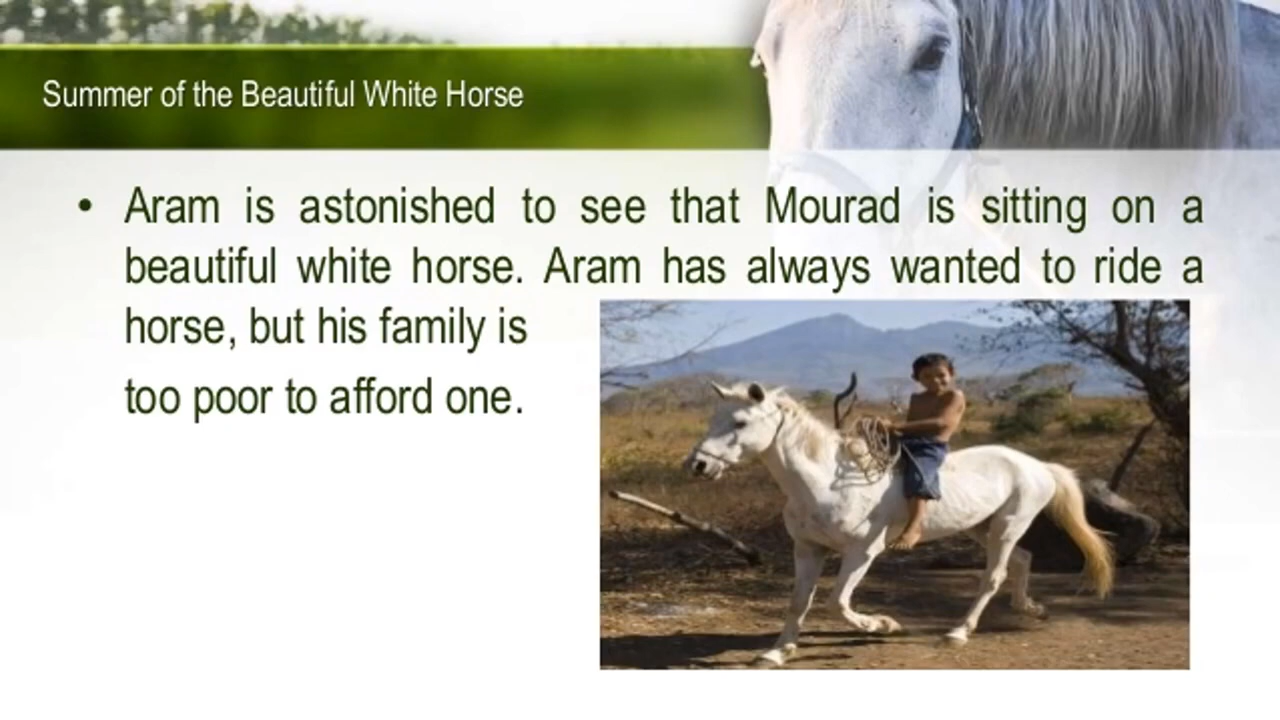 Summer of the Beautiful White Horse
• Aram is astonished to see that Mourad is sitting on a
beautiful white horse. Aram has always wanted to ride a
horse, but his family is
too poor to afford one.